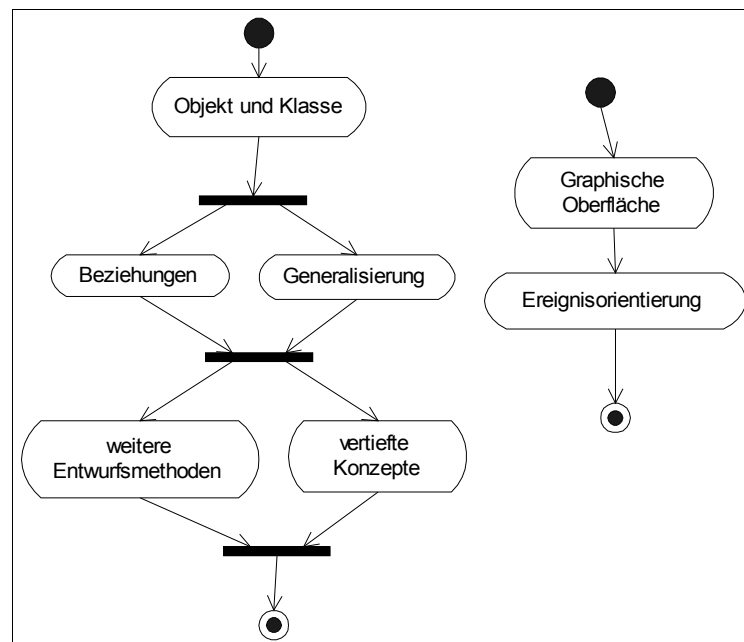 Objekt und Klasse
Beziehungen
Generalisierung
weitere
Entwurfsmethoden
vertiefte
Konzepte
Graphische
Oberfläche
Ereignisorientierung